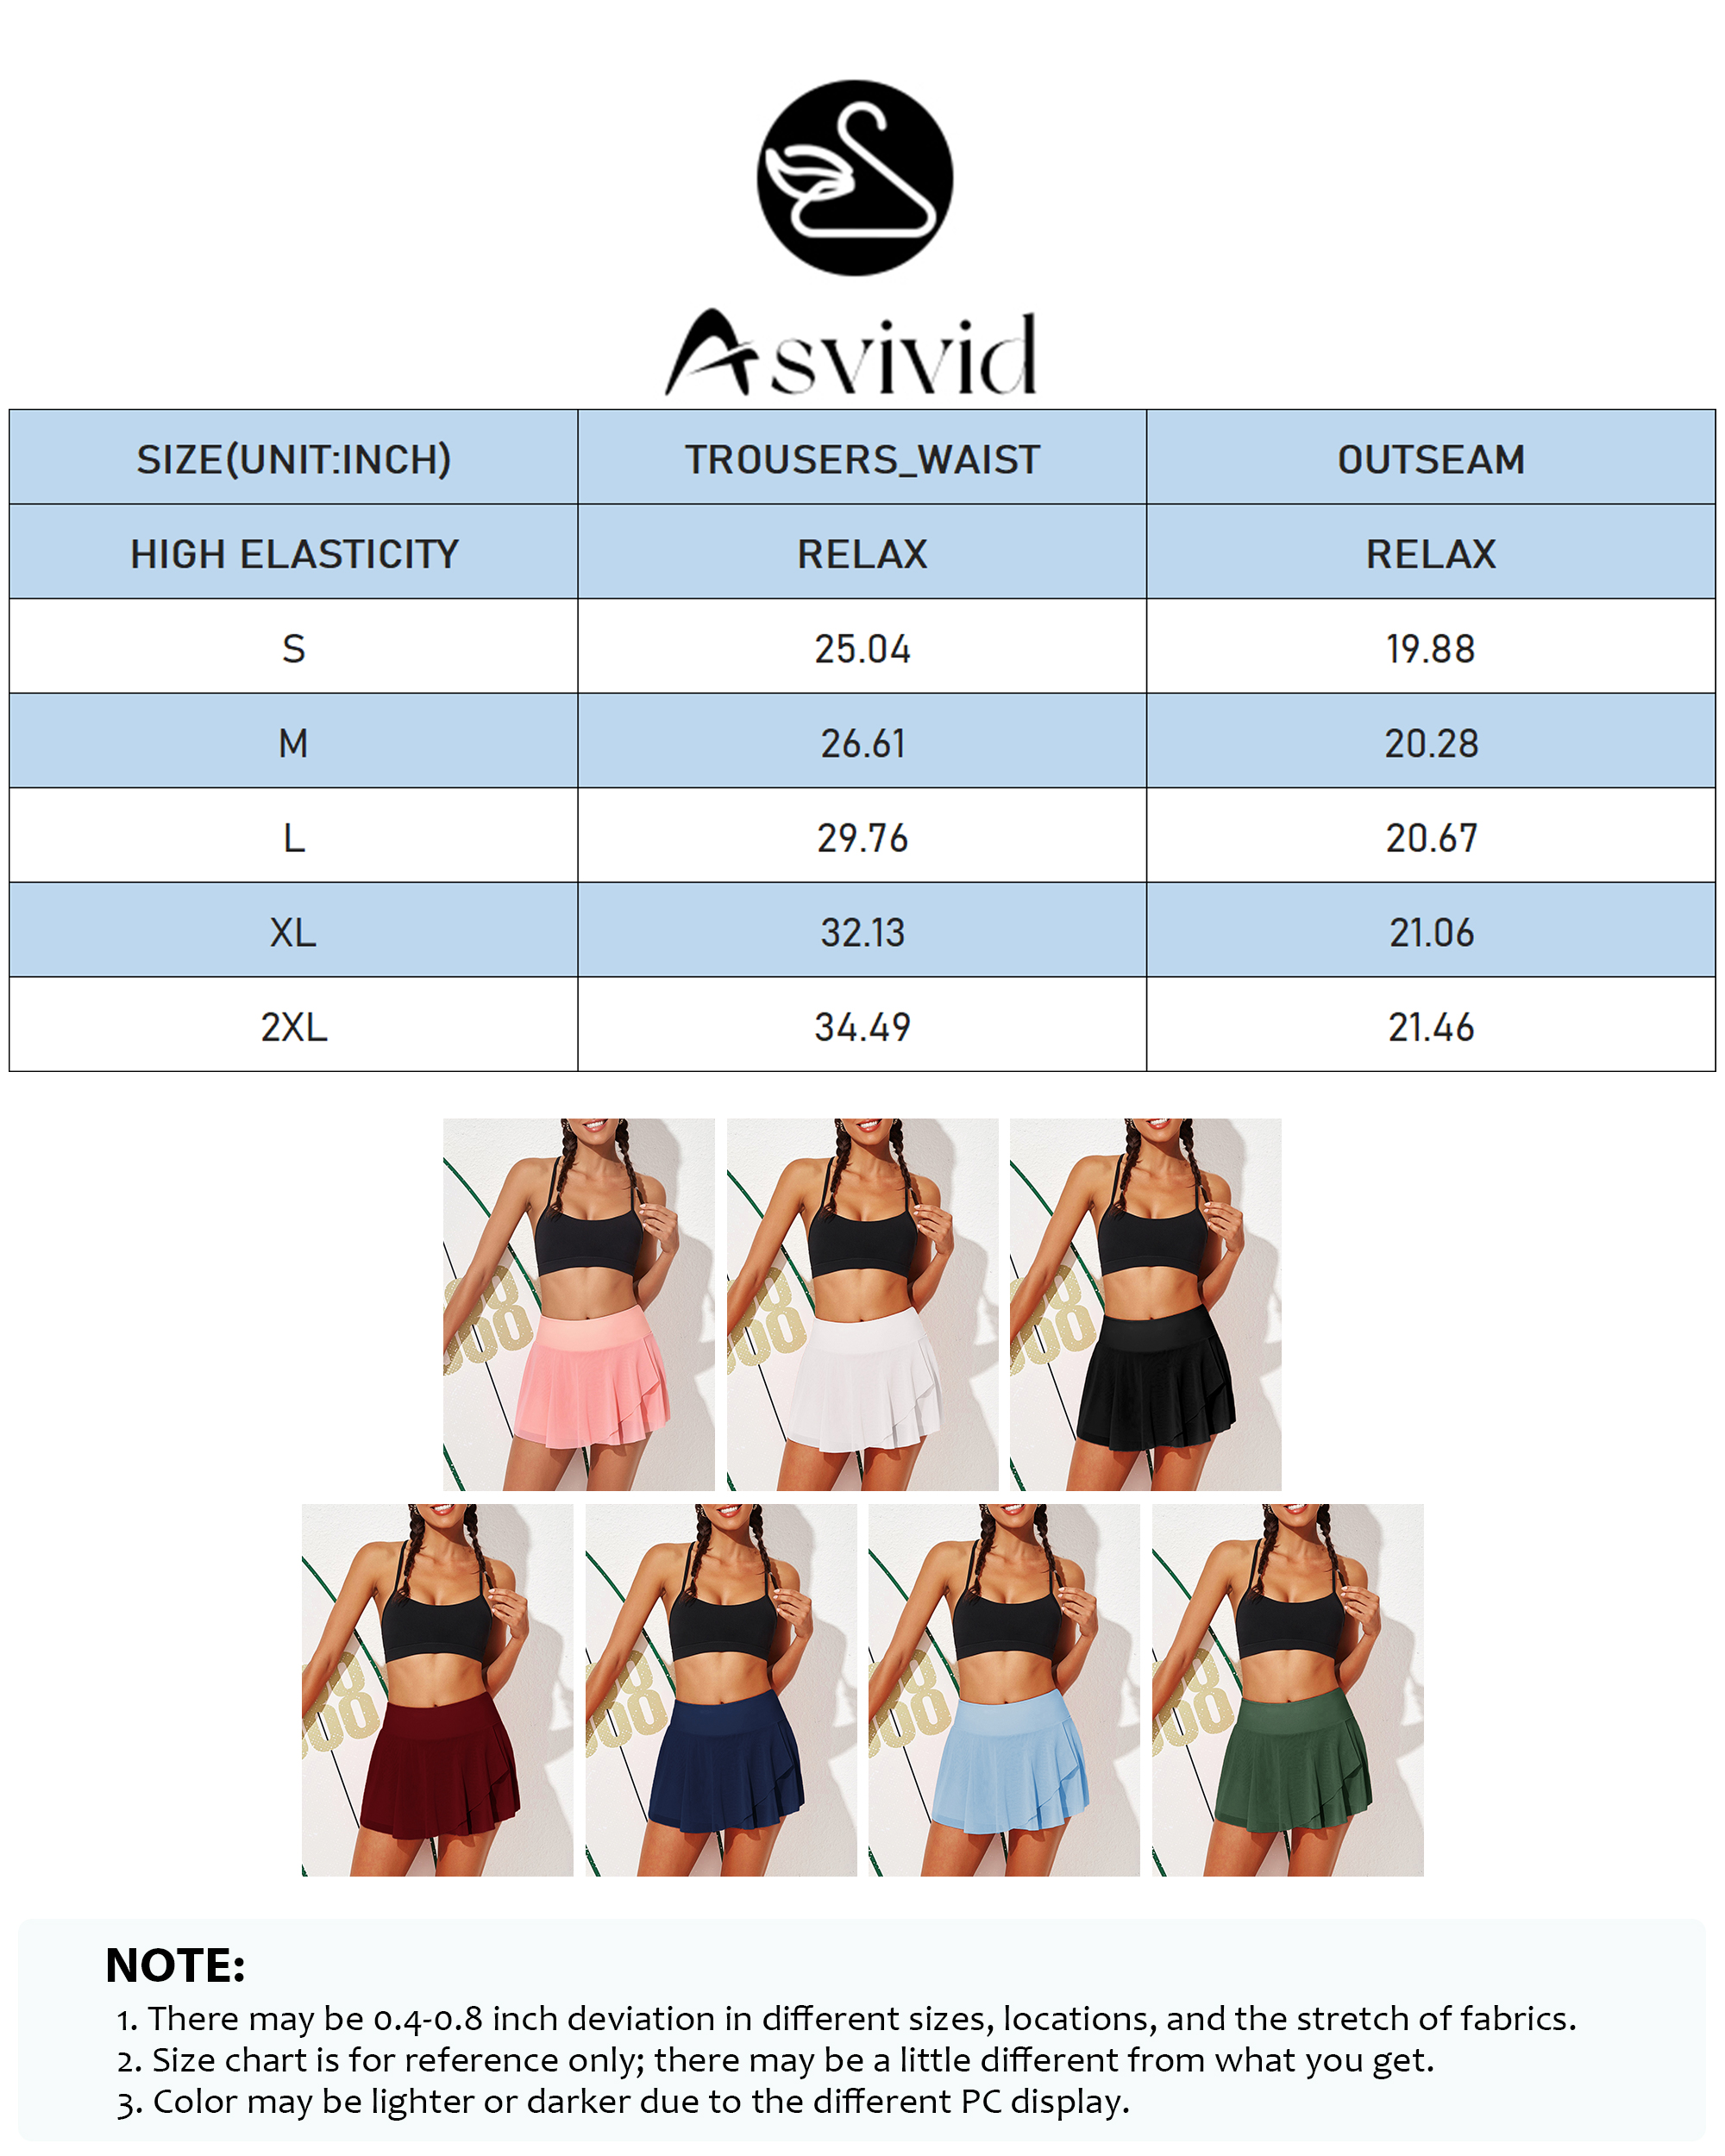 Asvivid
SIZE(UNIT:INCH) TROUSERS_WAIST OUTSEAM
HIGH ELASTICITY RELAX RELAX
S 25.04 19.88
M 26.61 20.28
L 29.76 20.67
XL 32.13 21.06
2XL 34.49 21.46
NOTE:
1. There may be 0.4-0.8 inch deviation in different sizes, locations, and the stretch of fabrics.
2. Size chart is for reference only; there may be a little different from what you get.
3. Color may be lighter or darker due to the different PC display.